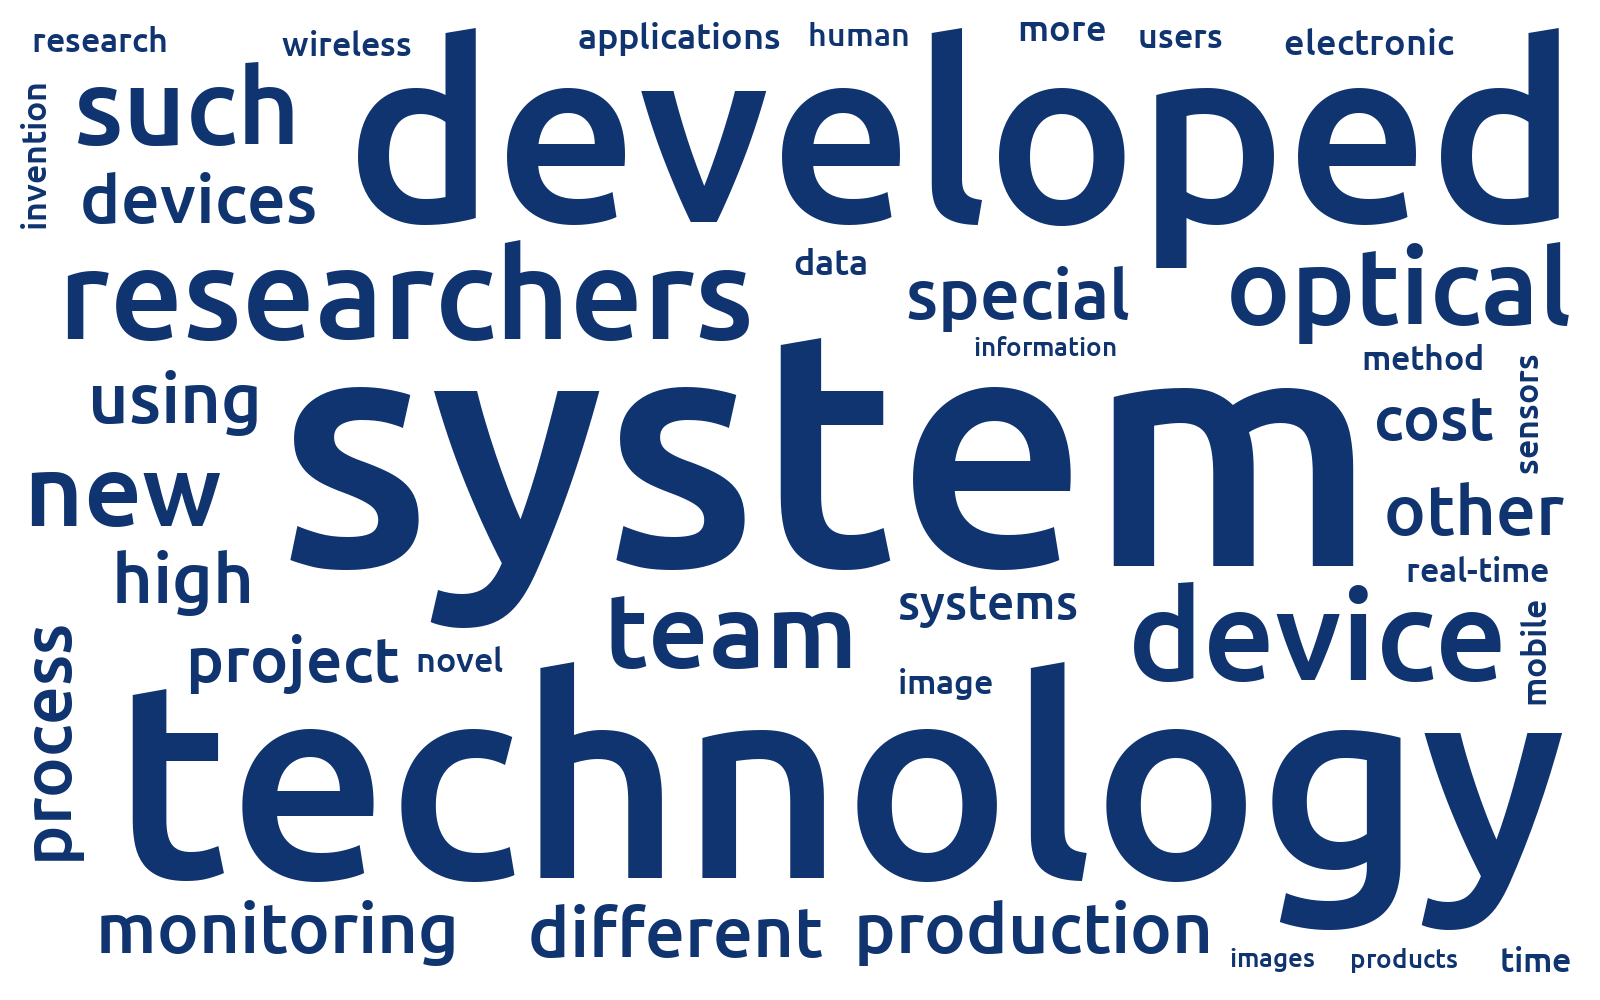 research
wireless
applications
human
more
users
electronic
invention
such
developed
devices
researchers
data
special
optical
information
using
system
method
sensors
cost
new
other
high
real-time
process
team
systems
device
mobile
project
novel
image
technology
monitoring
different
production
images
products
time